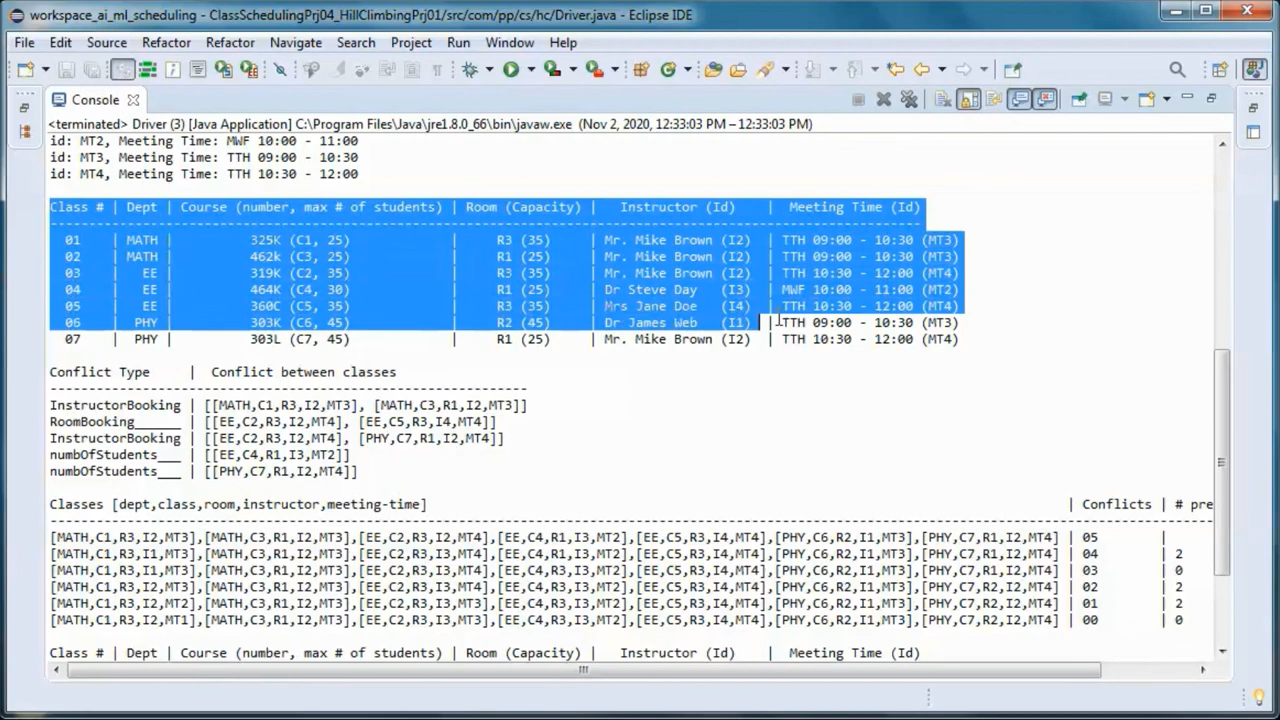 workspace_ai_ml_scheduling - ClassSchedulingPrj04_HillClimbingPrj01/src/com/pp/cs/hc/Driver.java - Eclipse IDE
File Edit Source Refactor Refactor Navigate Search Project Run Window Help
Console
<terminated> Driver (3) [Java Application] C:\Program Files\Java\jre1.8.0_66\bin\javaw.exe (Nov 2, 2020, 12:33:03 PM – 12:33:03 PM)
id: MT2, Meeting Time: MWF 10:00 - 11:00
id: MT3, Meeting Time: TTH 09:00 - 10:30
id: MT4, Meeting Time: TTH 10:30 - 12:00
Class # | Dept | Course (number, max # of students) | Room (Capacity) | Instructor (Id) | Meeting Time (Id)
01 | MATH | 325K (C1, 25) | R3 (35) | Mr. Mike Brown (I2) | TTH 09:00 - 10:30 (MT3)
02 | MATH | 462k (C3, 25) | R1 (25) | Mr. Mike Brown (I2) | TTH 09:00 - 10:30 (MT3)
03 | EE | 319K (C2, 35) | R3 (35) | Mr. Mike Brown (I2) | TTH 10:30 - 12:00 (MT4)
04 | EE | 464K (C4, 30) | R1 (25) | Dr Steve Day (I3) | MWF 10:00 - 11:00 (MT2)
05 | EE | 360C (C5, 35) | R3 (35) | Mrs Jane Doe (I4) | TTH 10:30 - 12:00 (MT4)
06 | PHY | 303K (C6, 45) | R2 (45) | Dr James Web (I1) | TTH 09:00 - 10:30 (MT3)
07 | PHY | 303L (C7, 45) | R1 (25) | Mr. Mike Brown (I2) | TTH 10:30 - 12:00 (MT4)
Conflict Type | Conflict between classes
InstructorBooking | [[MATH,C1,R3,I2,MT3], [MATH,C3,R1,I2,MT3]]
RoomBooking______ | [[EE,C2,R3,I2,MT4], [EE,C5,R3,I4,MT4]]
InstructorBooking | [[EE,C2,R3,I2,MT4], [PHY,C7,R1,I2,MT4]]
numbOfStudents___ | [[EE,C4,R1,I3,MT2]]
numbOfStudents___ | [[PHY,C7,R1,I2,MT4]]
Classes [dept,class,room,instructor,meeting-time] | Conflicts | # pre
[MATH,C1,R3,I2,MT3],[MATH,C3,R1,I2,MT3],[EE,C2,R3,I2,MT4],[EE,C4,R1,I3,MT2],[EE,C5,R3,I4,MT4],[PHY,C6,R2,I1,MT3],[PHY,C7,R1,I2,MT4] | 05 |
[MATH,C1,R3,I2,MT3],[MATH,C3,R1,I2,MT3],[EE,C2,R3,I2,MT4],[EE,C4,R3,I3,MT2],[EE,C5,R3,I4,MT4],[PHY,C6,R2,I1,MT3],[PHY,C7,R1,I2,MT4] | 04 | 2
[MATH,C1,R3,I2,MT3],[MATH,C3,R1,I2,MT3],[EE,C2,R3,I4,MT3],[EE,C4,R3,I3,MT2],[EE,C5,R3,I4,MT4],[PHY,C6,R2,I1,MT3],[PHY,C7,R1,I2,MT4] | 03 | 0
[MATH,C1,R3,I2,MT3],[MATH,C3,R1,I2,MT3],[EE,C2,R3,I4,MT3],[EE,C4,R3,I3,MT2],[EE,C5,R3,I4,MT4],[PHY,C6,R2,I1,MT3],[PHY,C7,R2,I2,MT4] | 02 | 2
[MATH,C1,R3,I2,MT2],[MATH,C3,R1,I2,MT3],[EE,C2,R3,I4,MT3],[EE,C4,R3,I3,MT2],[EE,C5,R3,I4,MT4],[PHY,C6,R2,I1,MT3],[PHY,C7,R2,I2,MT4] | 01 | 2
[MATH,C1,R3,I2,MT1],[MATH,C3,R1,I2,MT3],[EE,C2,R3,I4,MT3],[EE,C4,R3,I3,MT2],[EE,C5,R3,I4,MT4],[PHY,C6,R2,I1,MT3],[PHY,C7,R2,I2,MT4] | 00 | 0
Class # | Dept | Course (number, max # of students) | Room (Capacity) | Instructor (Id) | Meeting Time (Id)